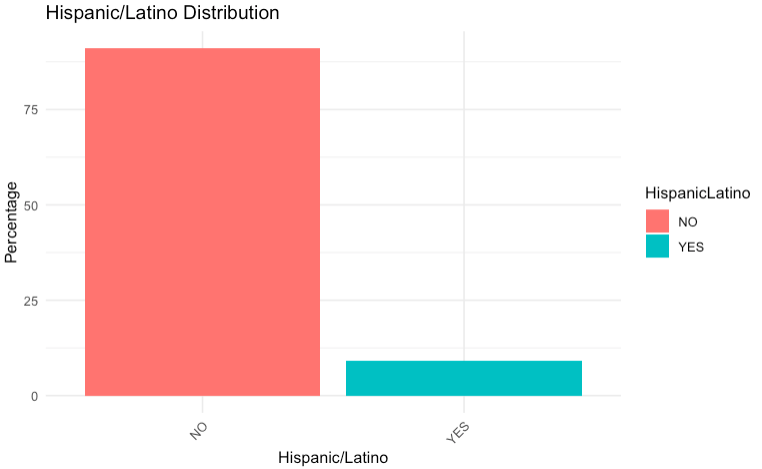 Hispanic/Latino Distribution
75
50
25
0
Percentage
NO
YES
Hispanic/Latino
HispanicLatino
NO
YES